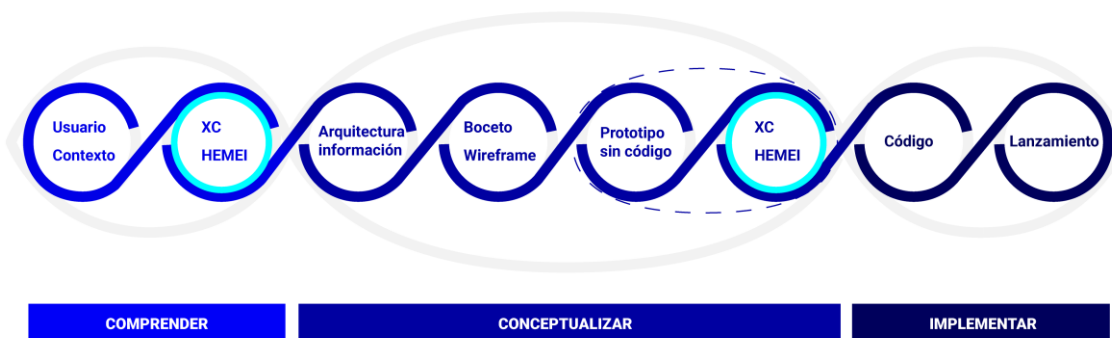 Usuario
Contexto
XC
HEMEI
Arquitectura
información
Boceto
Wireframe
Prototipo
sin código
XC
HEMEI
Código
Lanzamiento
COMPRENDER
CONCEPTUALIZAR
IMPLEMENTAR